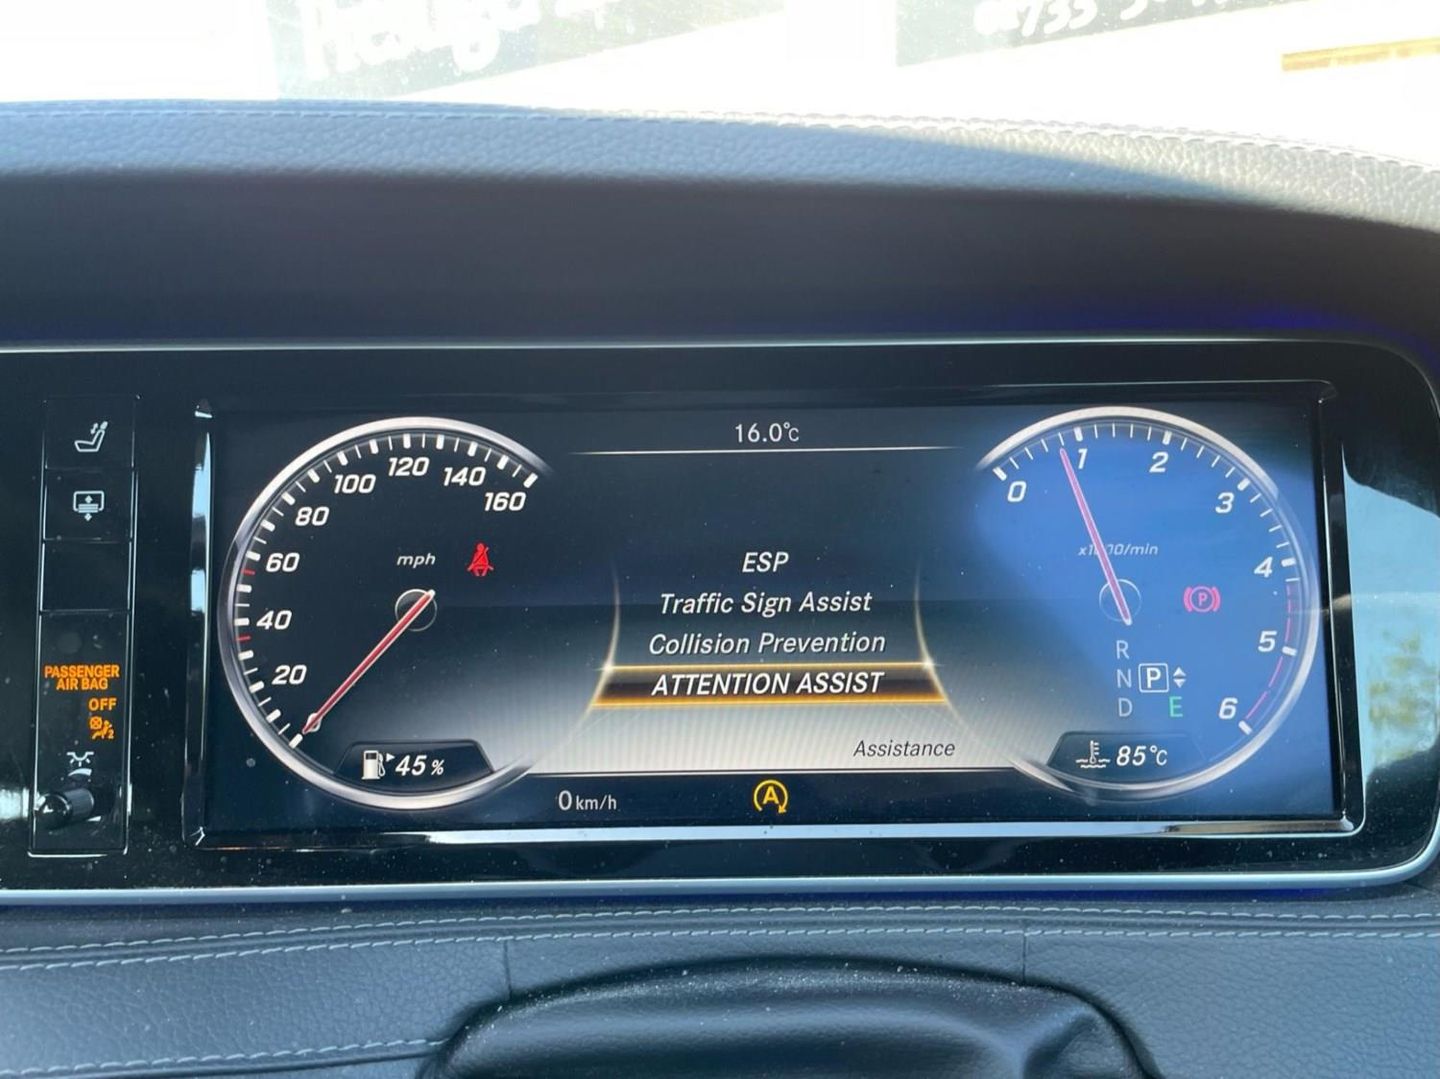 16.0°C
20
40
60
80
100
120
140
160
mph
45%
ESP
Traffic Sign Assist
Collision Prevention
ATTENTION ASSIST
Assistance
0 km/h
A
0
1
2
3
4
5
6
P
R
N P
D E
85°C
PASSENGER
AIR BAG
OFF
2